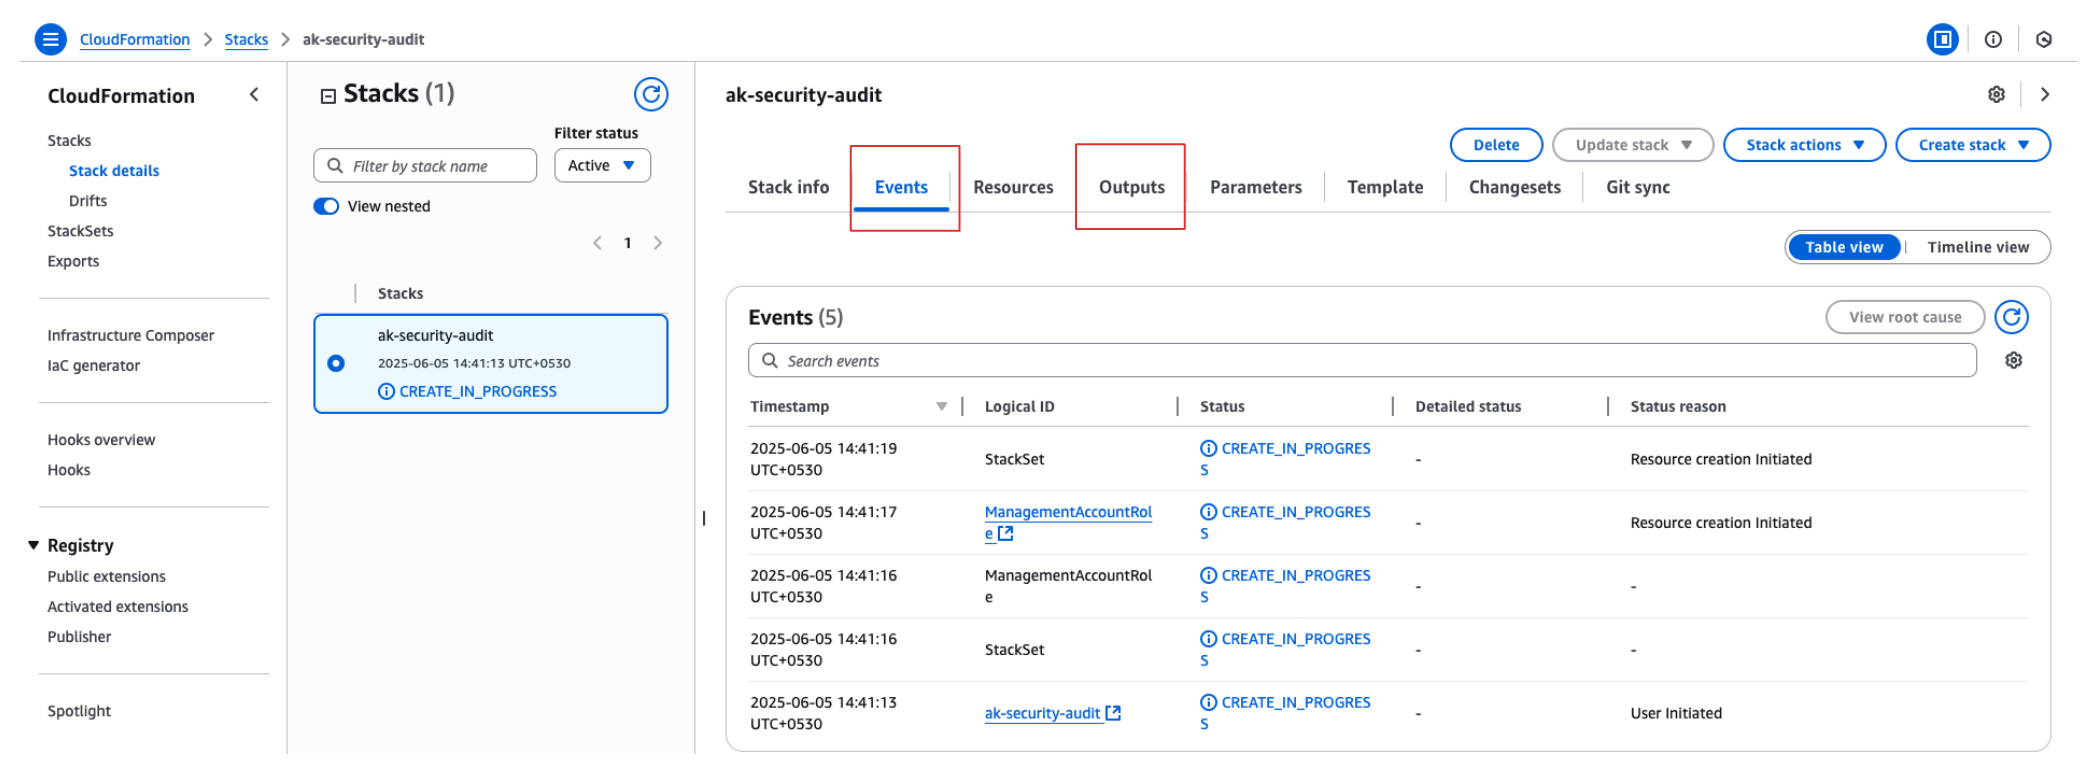 CloudFormation > Stacks > ak-security-audit
CloudFormation
Stacks
Stack details
Drifts
StackSets
Exports
Infrastructure Composer
IaC generator
Hooks overview
Hooks
Registry
Public extensions
Activated extensions
Publisher
Spotlight
Stacks (1)
Filter status
Filter by stack name
Active
View nested
1
Stacks
ak-security-audit
2025-06-05 14:41:13 UTC+0530
CREATE_IN_PROGRESS
ak-security-audit
Delete
Update stack
Stack actions
Create stack
Stack info
Events
Resources
Outputs
Parameters
Template
Changesets
Git sync
Table view
Timeline view
Events (5)
View root cause
Search events
Timestamp
Logical ID
Status
Detailed status
Status reason
2025-06-05 14:41:19
UTC+0530
StackSet
CREATE_IN_PROGRES
S
-
Resource creation Initiated
2025-06-05 14:41:17
UTC+0530
ManagementAccountRol
e
CREATE_IN_PROGRES
S
-
Resource creation Initiated
2025-06-05 14:41:16
UTC+0530
ManagementAccountRol
e
CREATE_IN_PROGRES
S
-
-
2025-06-05 14:41:16
UTC+0530
StackSet
CREATE_IN_PROGRES
S
-
-
2025-06-05 14:41:13
UTC+0530
ak-security-audit
CREATE_IN_PROGRES
S
-
User Initiated